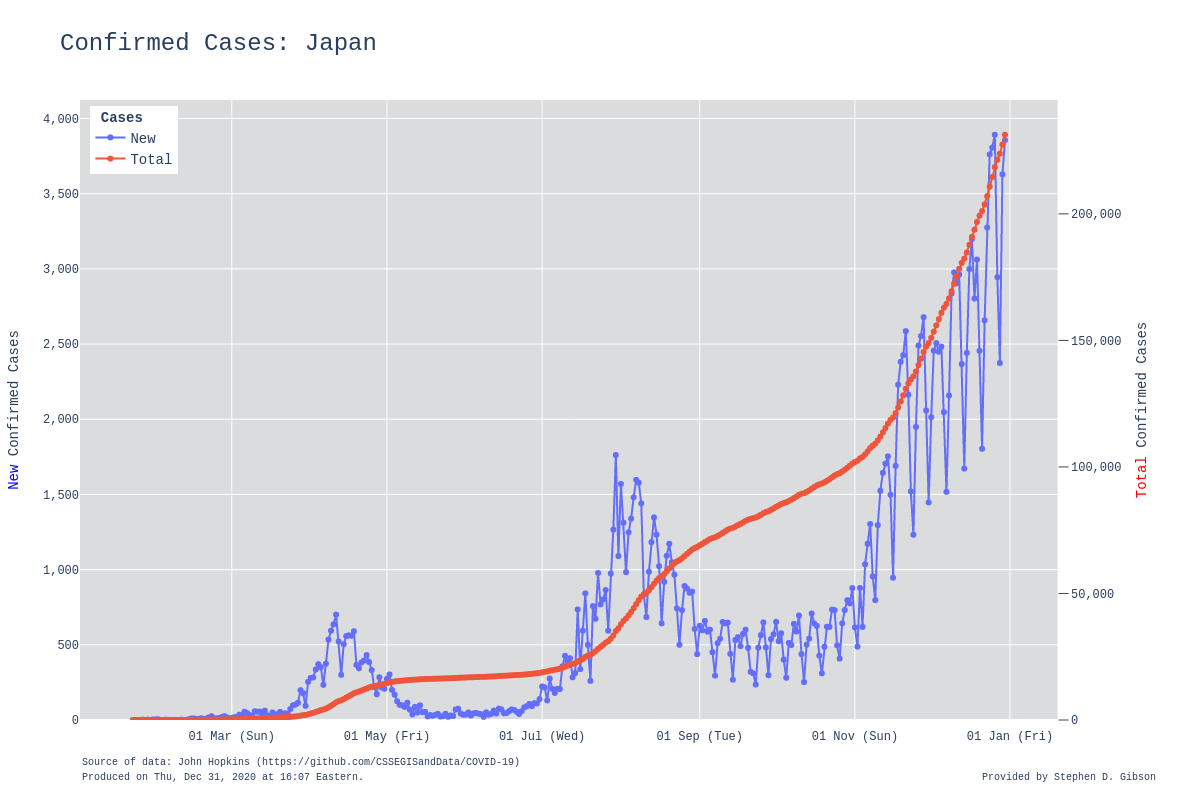 Confirmed Cases: Japan
Cases
New
Total
4,000
3,500
3,000
2,500
2,000
1,500
1,000
500
0
New Confirmed Cases
200,000
150,000
100,000
50,000
0
Total Confirmed Cases
01 Mar (Sun)
01 May (Fri)
01 Jul (Wed)
01 Sep (Tue)
01 Nov (Sun)
01 Jan (Fri)
Source of data: John Hopkins (https://github.com/CSSEGISandData/COVID-19)
Produced on Thu, Dec 31, 2020 at 16:07 Eastern.
Provided by Stephen D. Gibson